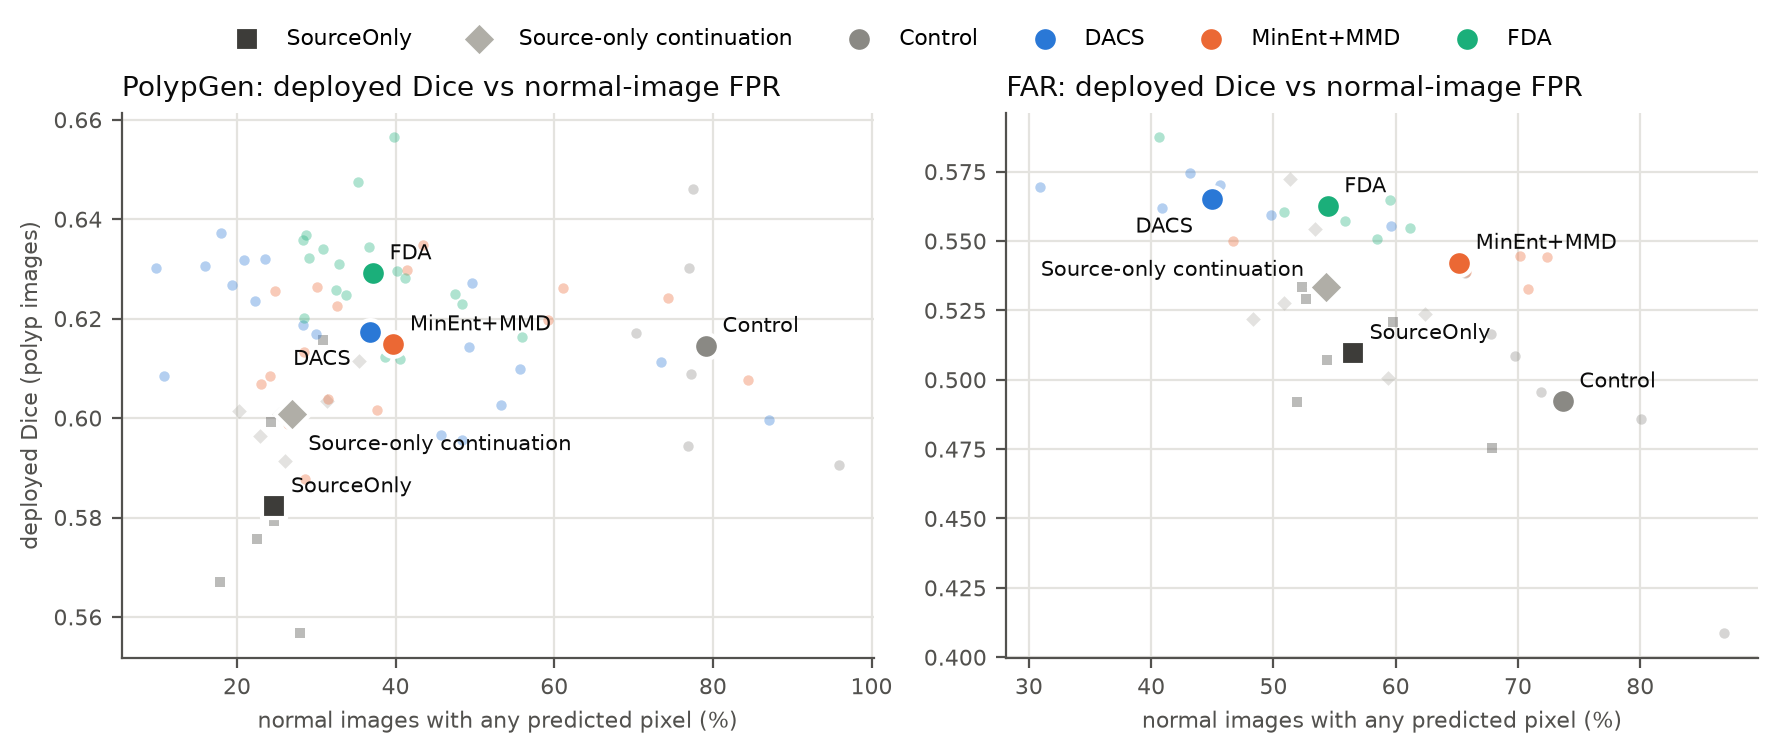 SourceOnly Source-only continuation Control DACS MinEnt+MMD FDA
PolypGen: deployed Dice vs normal-image FPR
deployed Dice (polyp images)
0.66
0.64
0.62
0.60
0.58
0.56
FDA
MinEnt+MMD
Control
DACS
Source-only continuation
SourceOnly
20 40 60 80 100
normal images with any predicted pixel (%)
FAR: deployed Dice vs normal-image FPR
0.575
0.550
0.525
0.500
0.475
0.450
0.425
0.400
FDA
DACS
MinEnt+MMD
Source-only continuation
SourceOnly
Control
30 40 50 60 70 80
normal images with any predicted pixel (%)